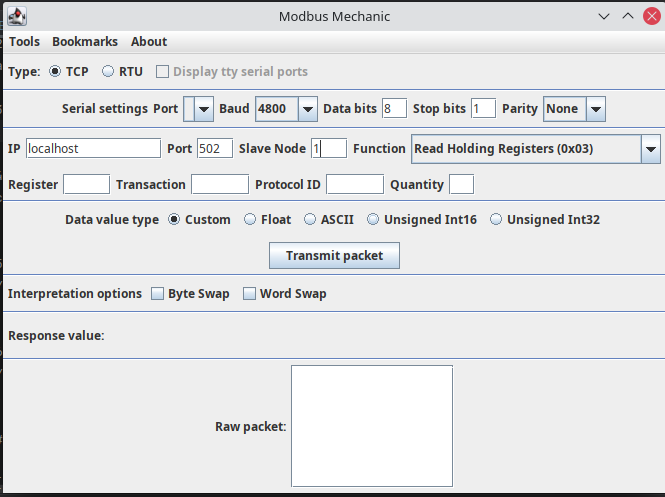 Modbus Mechanic
Tools Bookmarks About
Type: TCP RTU Display tty serial ports
Serial settings Port Baud 4800 Data bits 8 Stop bits 1 Parity None
IP localhost Port 502 Slave Node 1 Function Read Holding Registers (0x03)
Register Transaction Protocol ID Quantity
Data value type Custom Float ASCII Unsigned Int16 Unsigned Int32
Transmit packet
Interpretation options Byte Swap Word Swap
Response value:
Raw packet: